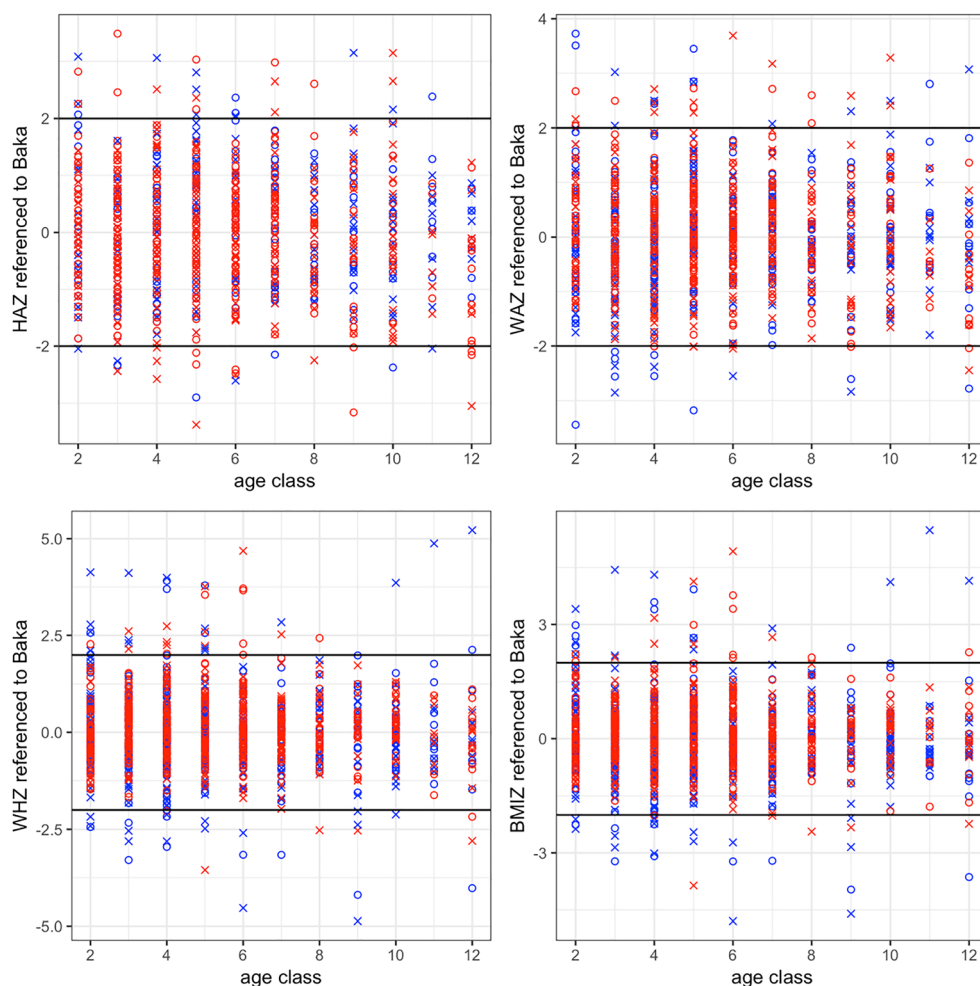 HAZ referenced to Baka
2
0
-2
2 4 6 8 10 12
age class
WAZ referenced to Baka
4
2
0
-2
2 4 6 8 10 12
age class
WHZ referenced to Baka
5.0
2.5
0.0
-2.5
-5.0
2 4 6 8 10 12
age class
BMIZ referenced to Baka
3
0
-3
2 4 6 8 10 12
age class